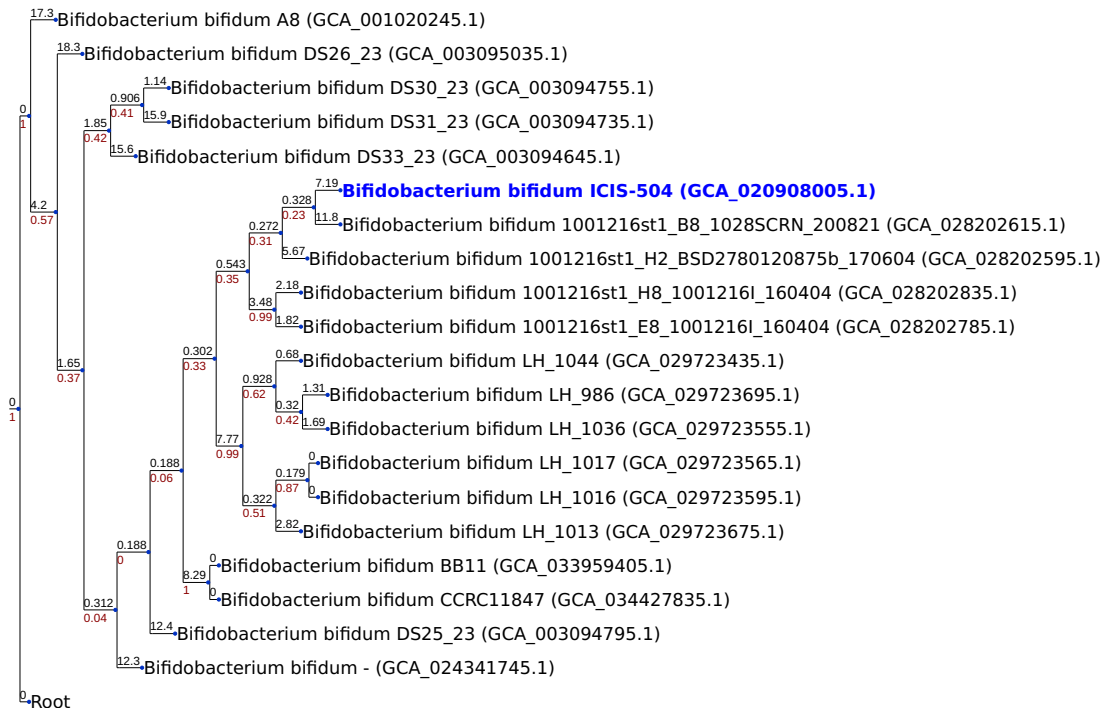 17.3
Bifidobacterium bifidum A8 (GCA_001020245.1)
18.3
Bifidobacterium bifidum DS26_23 (GCA_003095035.1)
1.14
Bifidobacterium bifidum DS30_23 (GCA_003094755.1)
0.906
0.41
0
1
15.9
Bifidobacterium bifidum DS31_23 (GCA_003094735.1)
1.85
0.42
15.6
Bifidobacterium bifidum DS33_23 (GCA_003094645.1)
7.19
Bifidobacterium bifidum ICIS-504 (GCA_020908005.1)
0.328
0.23
4.2
0.57
11.8
Bifidobacterium bifidum 1001216st1_B8_1028SCRN_200821 (GCA_028202615.1)
0.272
0.31
5.67
Bifidobacterium bifidum 1001216st1_H2_BSD2780120875b_170604 (GCA_028202595.1)
0.543
0.35
2.18
Bifidobacterium bifidum 1001216st1_H8_1001216I_160404 (GCA_028202835.1)
3.48
0.99
1.82
Bifidobacterium bifidum 1001216st1_E8_1001216I_160404 (GCA_028202785.1)
0.302
0.33
0.68
Bifidobacterium bifidum LH_1044 (GCA_029723435.1)
1.65
0.37
0.928
0.62
1.31
Bifidobacterium bifidum LH_986 (GCA_029723695.1)
0
1
0.32
0.42
1.69
Bifidobacterium bifidum LH_1036 (GCA_029723555.1)
7.77
0.99
0
Bifidobacterium bifidum LH_1017 (GCA_029723565.1)
0.188
0.06
0.179
0.87
0
Bifidobacterium bifidum LH_1016 (GCA_029723595.1)
0.322
0.51
2.82
Bifidobacterium bifidum LH_1013 (GCA_029723675.1)
0.188
0
0
Bifidobacterium bifidum BB11 (GCA_033959405.1)
8.29
1
0
Bifidobacterium bifidum CCRC11847 (GCA_034427835.1)
0.312
0.04
12.4
Bifidobacterium bifidum DS25_23 (GCA_003094795.1)
12.3
Bifidobacterium bifidum - (GCA_024341745.1)
0
Root